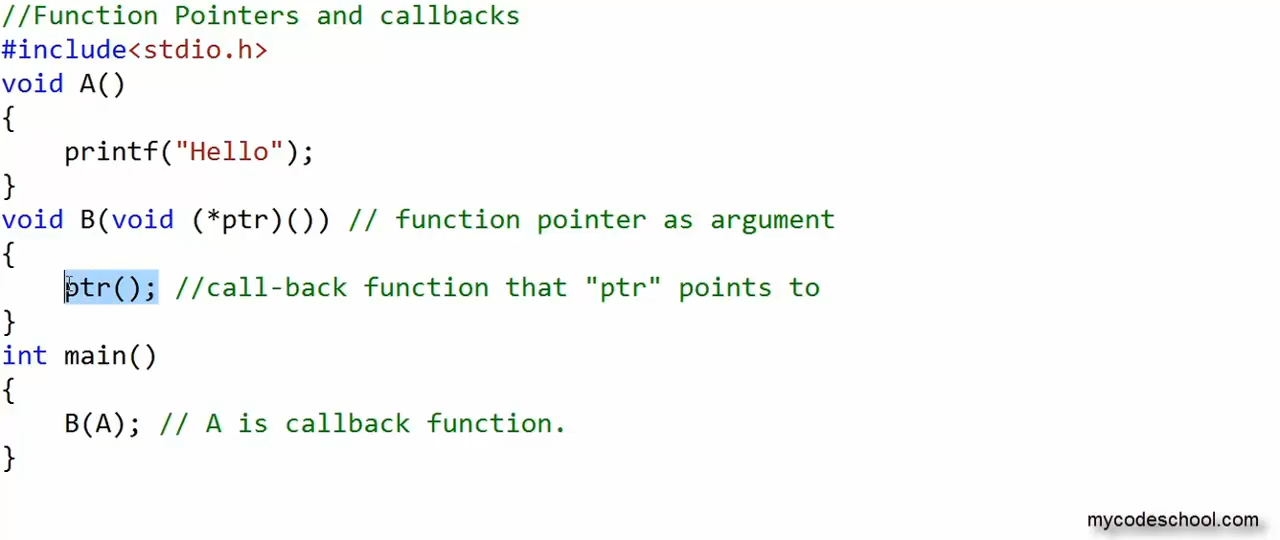 //Function Pointers and callbacks
#include<stdio.h>
void A()
{
    printf("Hello");
}
void B(void (*ptr)()) // function pointer as argument
{
    ptr(); //call-back function that "ptr" points to
}
int main()
{
    B(A); // A is callback function.
}
mycodeschool.com